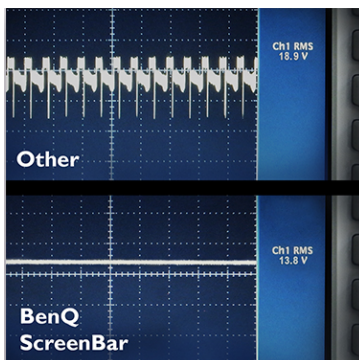 Ch1 RMS
18.9 V
Other
Ch1 RMS
13.8 V
BenQ
ScreenBar